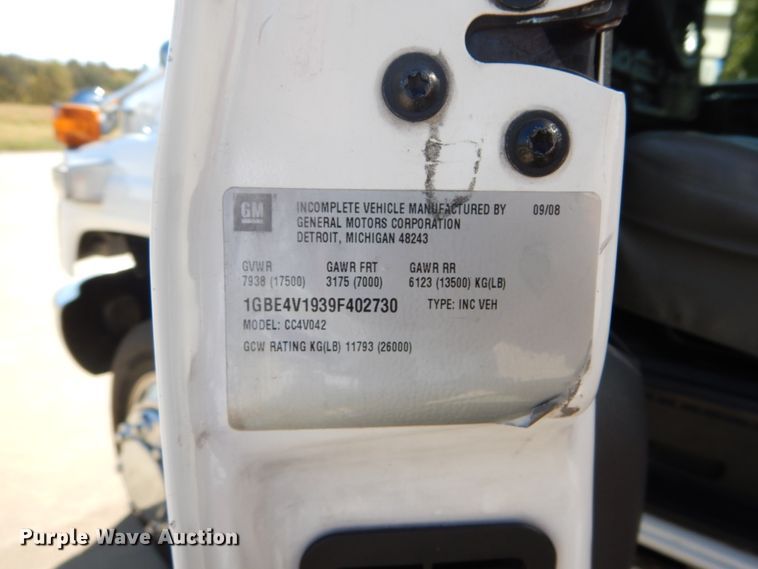 GM
INCOMPLETE VEHICLE MANUFACTURED BY 09/08
GENERAL MOTORS CORPORATION
DETROIT, MICHIGAN 48243
GVWR GAWR FRT GAWR RR
7938 (17500) 3175 (7000) 6123 (13500) KG(LB)
1GBE4V1939F402730 TYPE: INC VEH
MODEL: CC4V042
GCW RATING KG(LB) 11793 (26000)
Purple Wave Auction